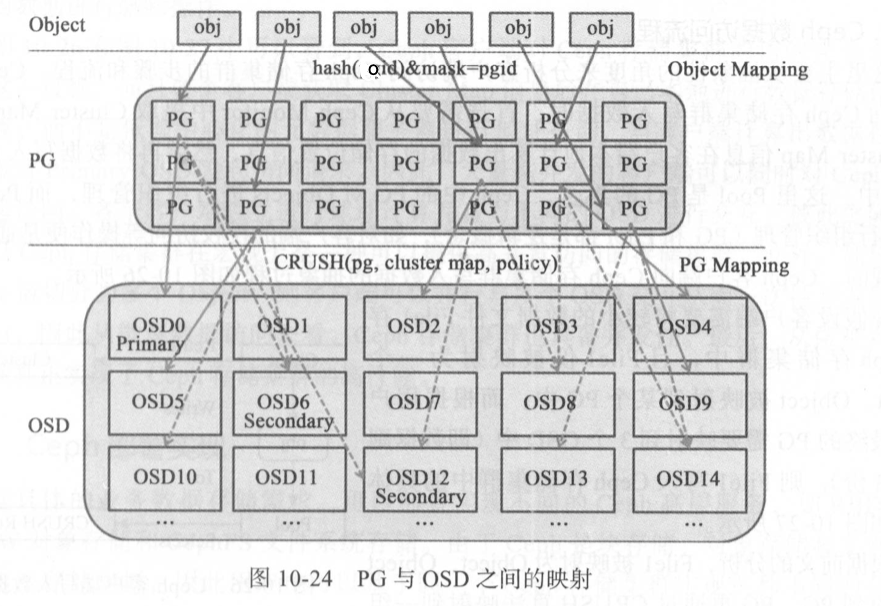 Object obj obj obj obj obj obj
hash( oid)&mask=pgid Object Mapping
PG PG PG PG PG PG PG
PG
PG PG PG PG PG PG PG
PG PG PG PG PG PG PG
CRUSH(pg, cluster map, policy) PG Mapping
OSD0 OSD1 OSD2 OSD3 OSD4
Primary
OSD5 OSD6 OSD7 OSD8 OSD9
Secondary
OSD
OSD10 OSD11 OSD12 OSD13 OSD14
Secondary
... ... ... ... ...
图 10-24 PG 与 OSD 之间的映射